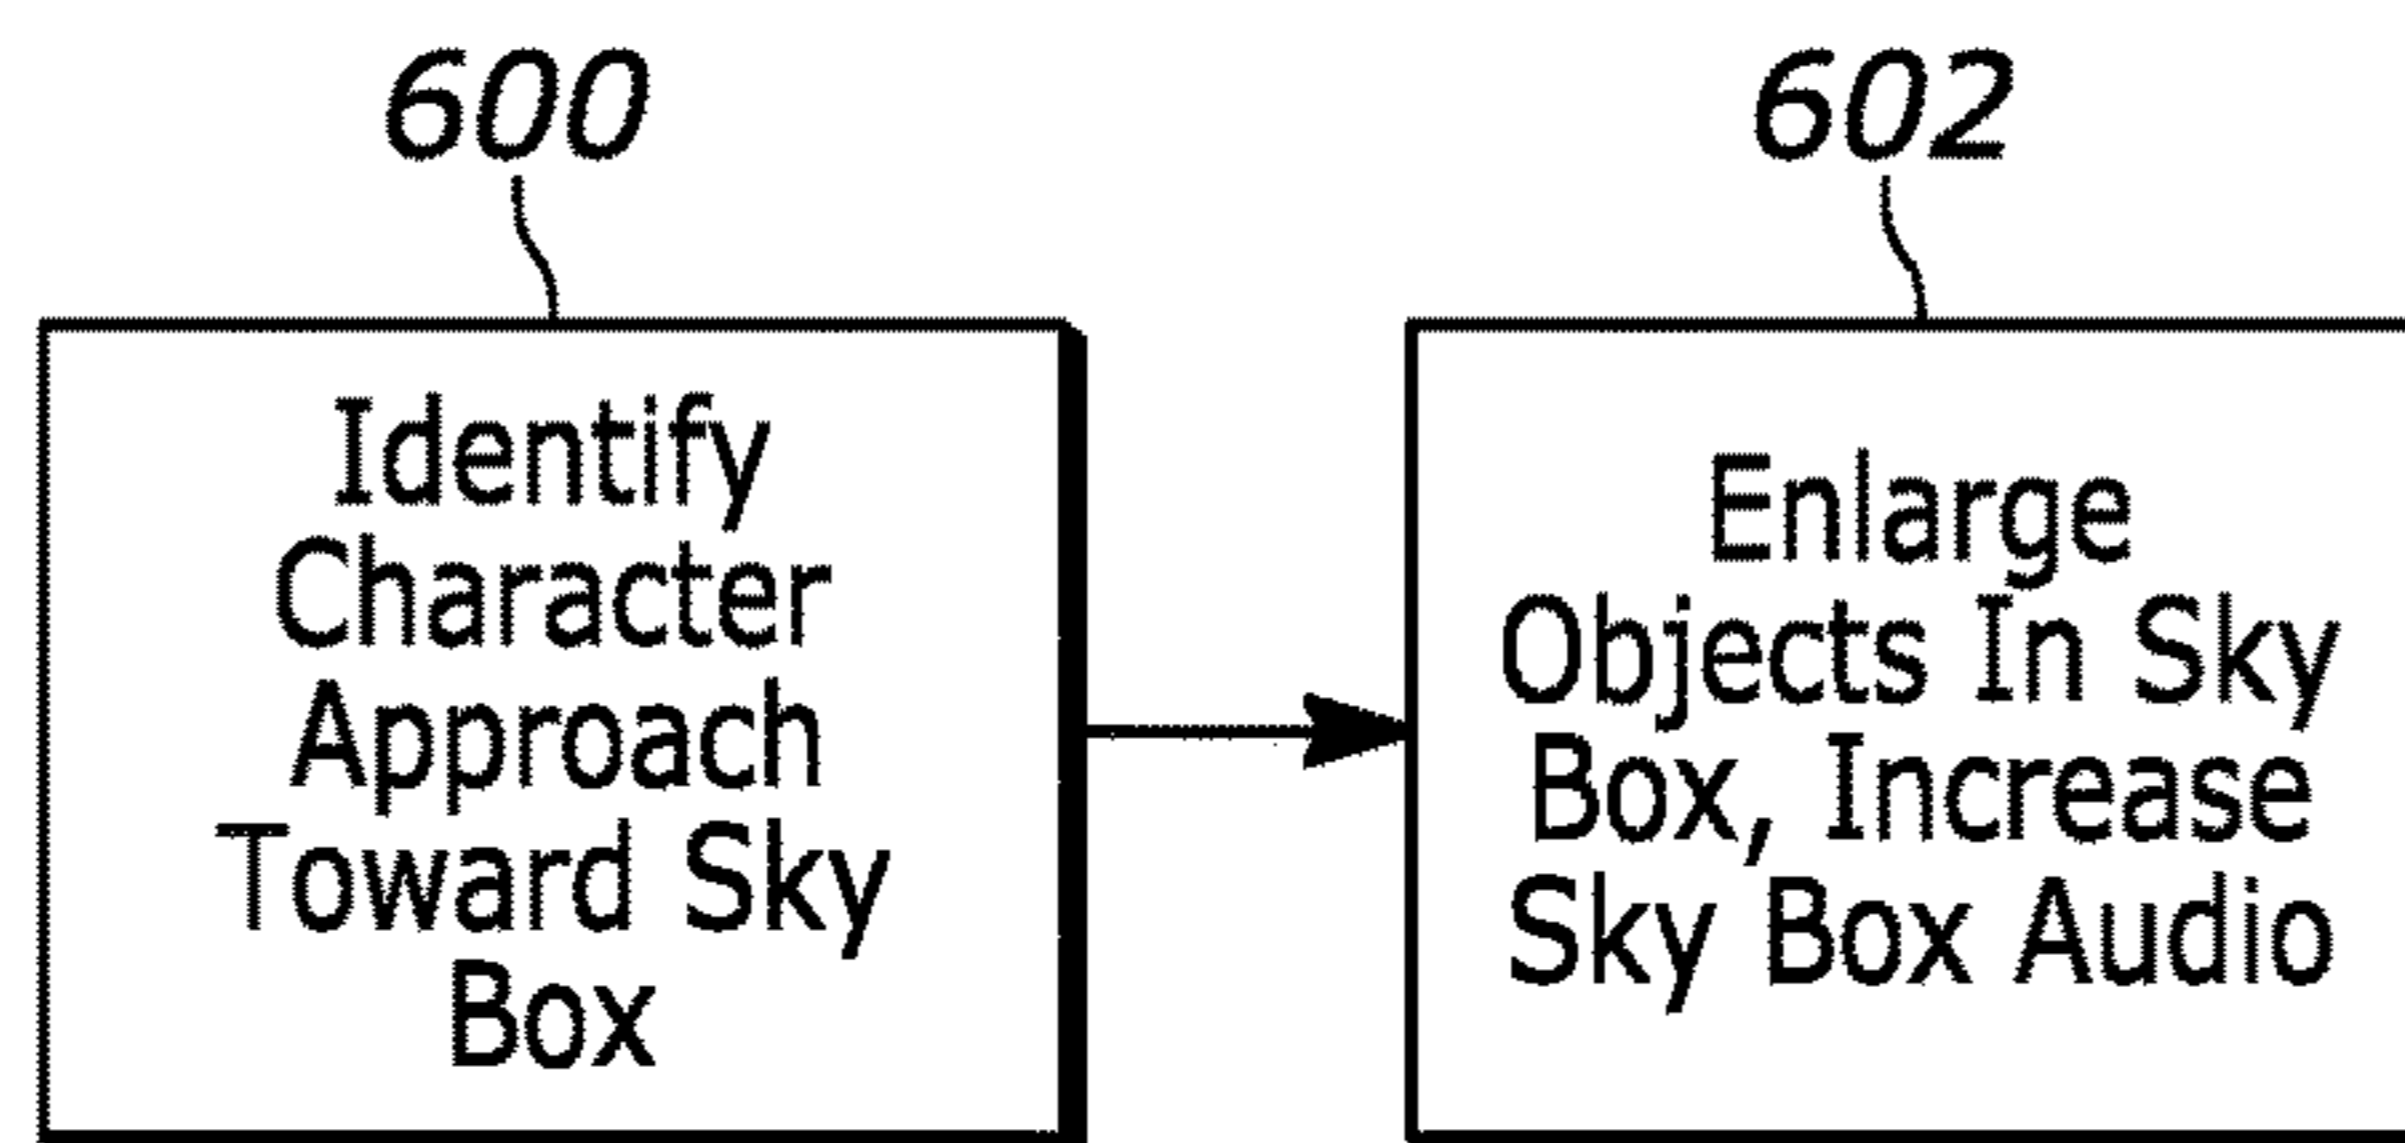 600
Identify
Character
Approach
Toward Sky
Box
602
Enlarge
Objects In Sky
Box, Increase
Sky Box Audio